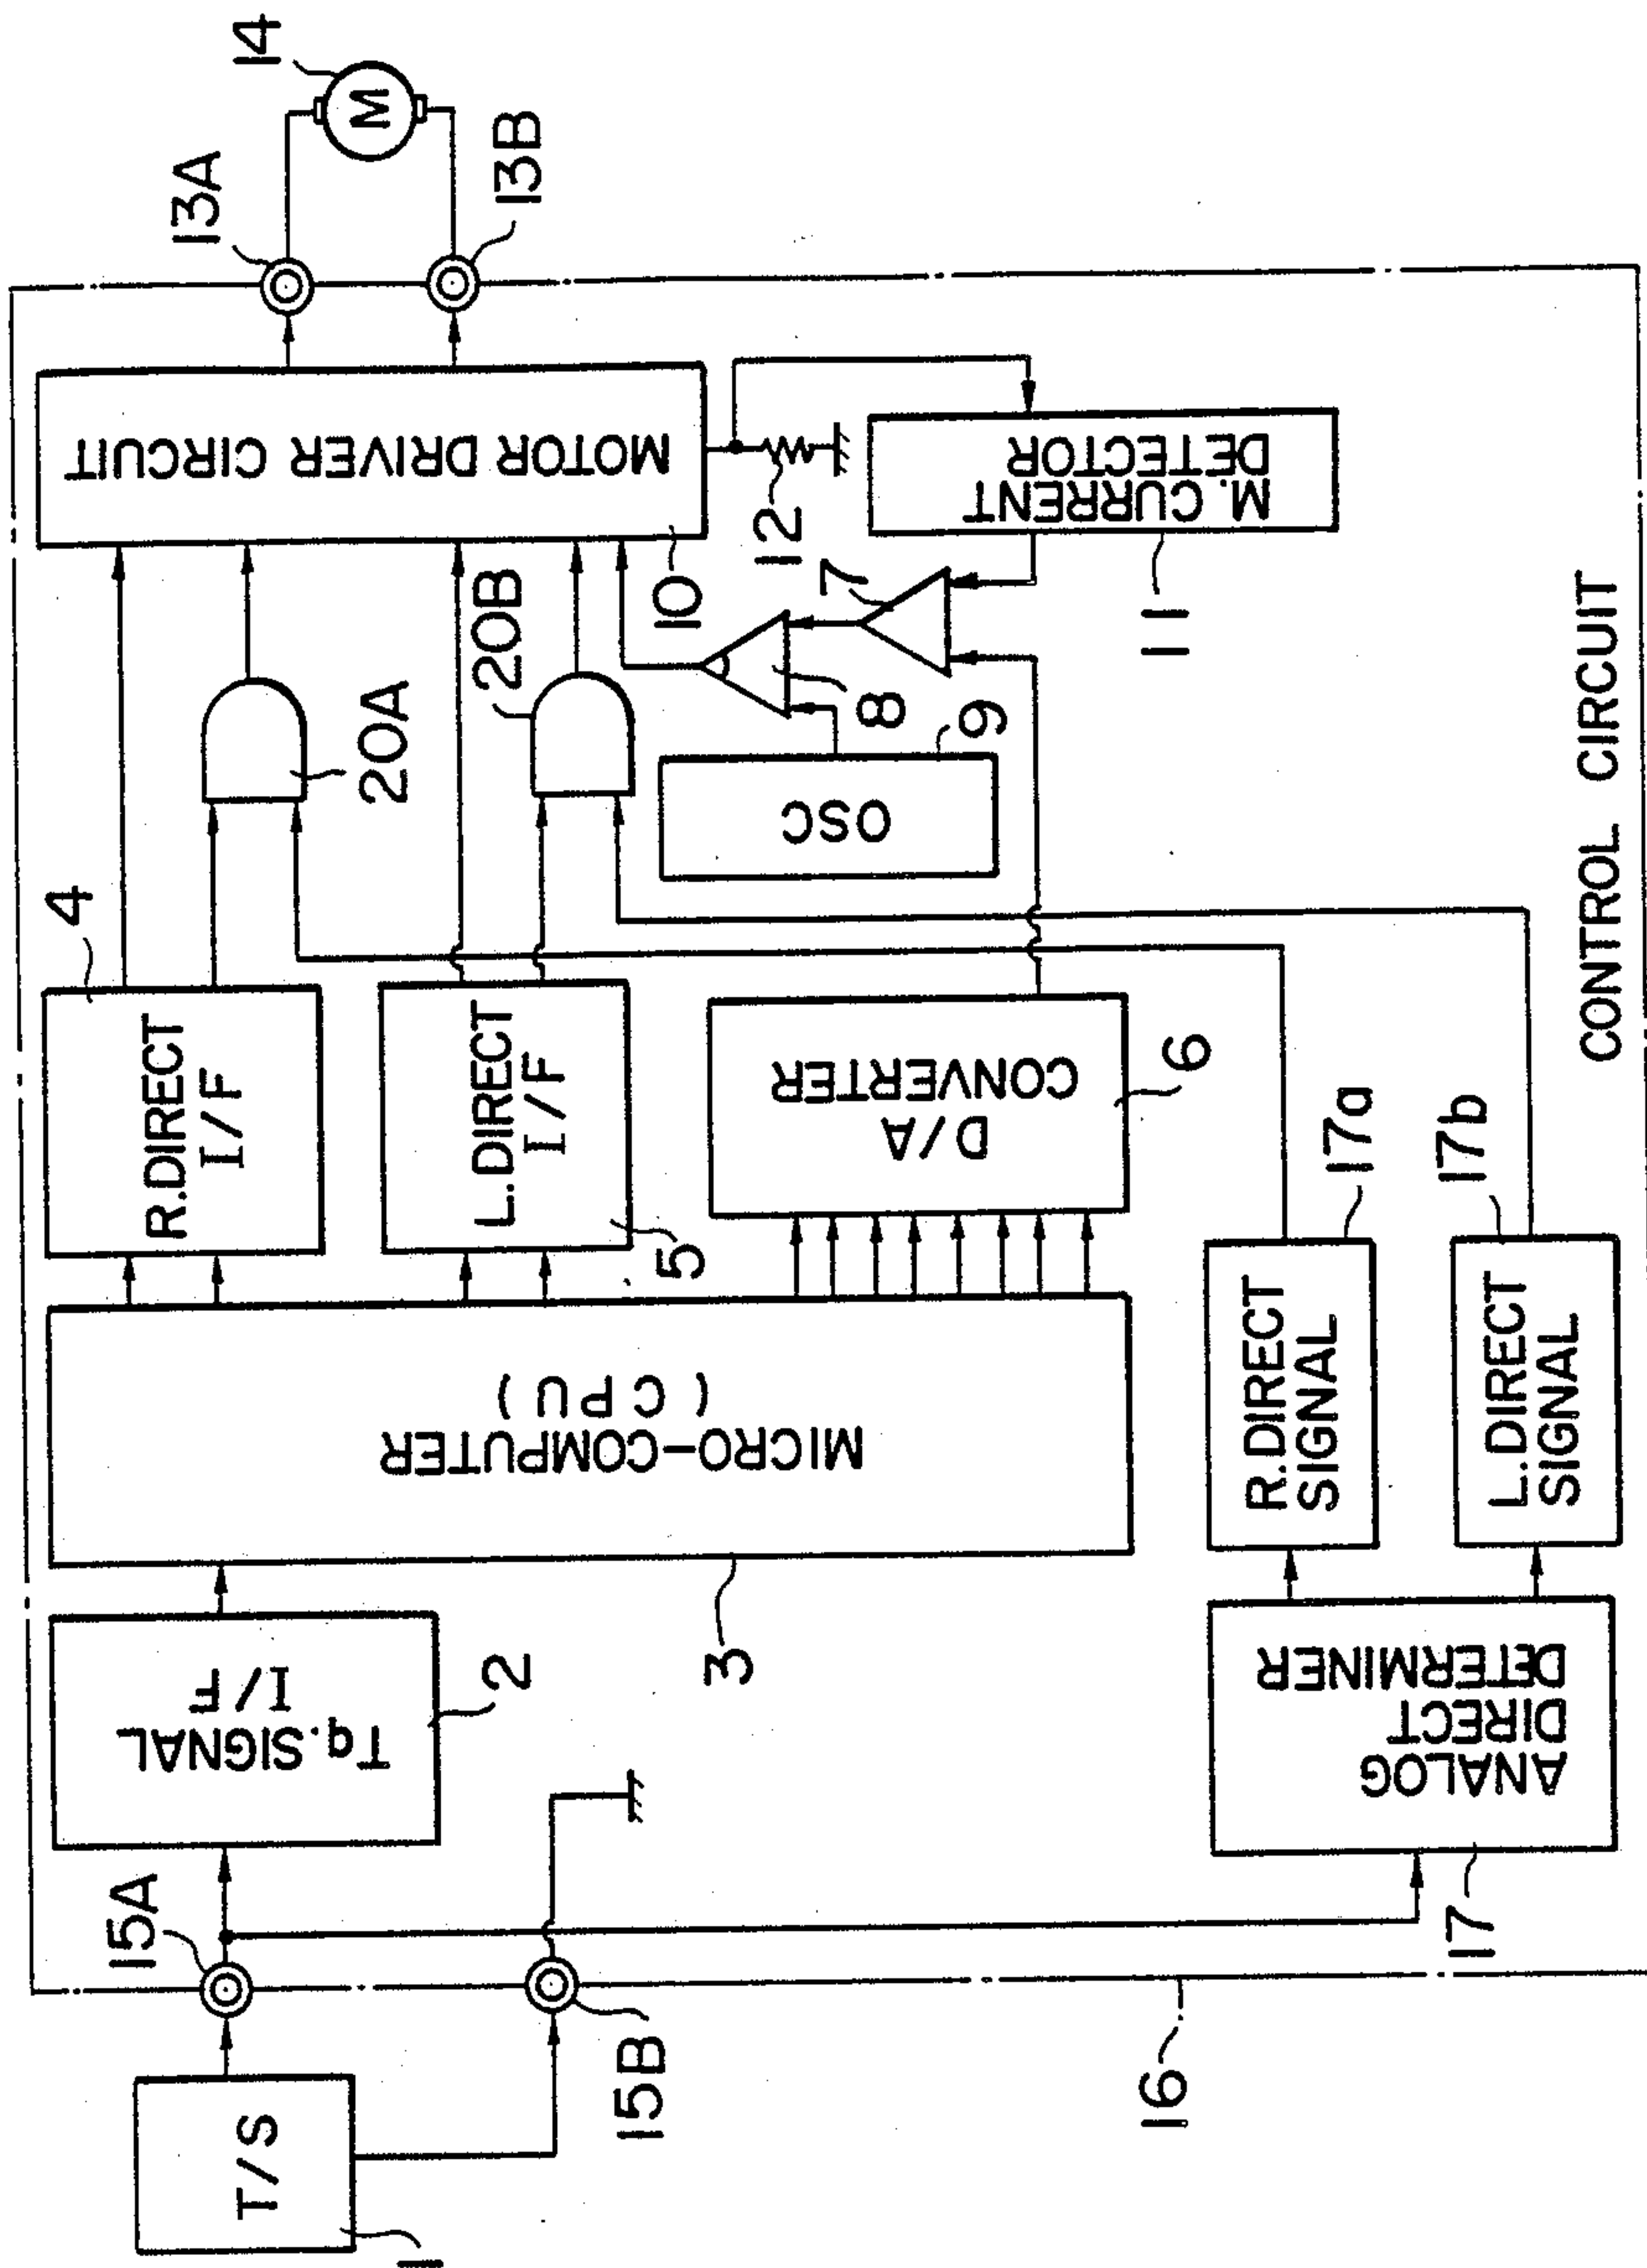 T/S
1
15A
15B
Tq.SIGNAL
I/F
2
MICRO-COMPUTER
(CPU)
3
R.DIRECT
I/F
4
L.DIRECT
I/F
5
D/A
CONVERTER
6
ANALOG
DIRECT
DETERMINER
17
R.DIRECT
SIGNAL
17a
L.DIRECT
SIGNAL
17b
20A
20B
OSC
9
8
7
MOTOR DRIVER CIRCUIT
10
12
M. CURRENT
DETECTOR
11
13A
13B
M
14
16
CONTROL CIRCUIT